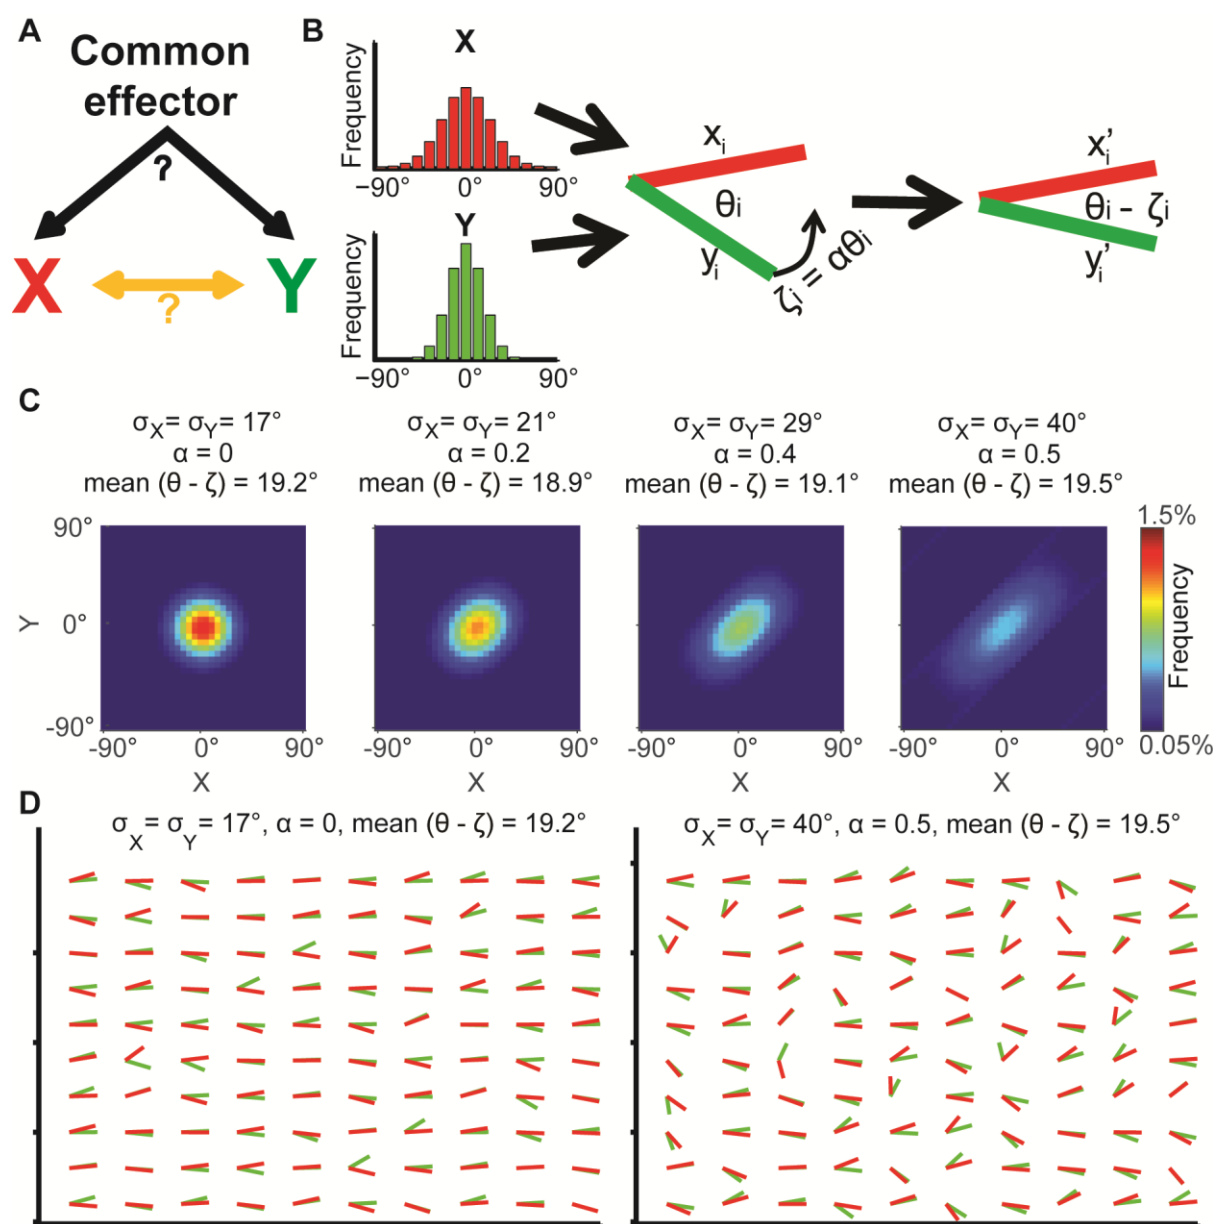 A
Common
effector
?
X
?
Y
B
X
Frequency
−90°
0°
90°
Y
Frequency
−90°
0°
90°
xᵢ
θᵢ
yᵢ
ζᵢ = αθᵢ
xᵢ’
θᵢ - ζᵢ
yᵢ’
C
σX= σY= 17°
α = 0
mean (θ - ζ) = 19.2°
σX= σY= 21°
α = 0.2
mean (θ - ζ) = 18.9°
σX= σY= 29°
α = 0.4
mean (θ - ζ) = 19.1°
σX= σY= 40°
α = 0.5
mean (θ - ζ) = 19.5°
90°
Y
0°
-90°
-90°
0°
90°
X
-90°
0°
90°
X
-90°
0°
90°
X
-90°
0°
90°
X
1.5%
Frequency
0.05%
D
σX= σY= 17°, α = 0, mean (θ - ζ) = 19.2°
σX= σY= 40°, α = 0.5, mean (θ - ζ) = 19.5°